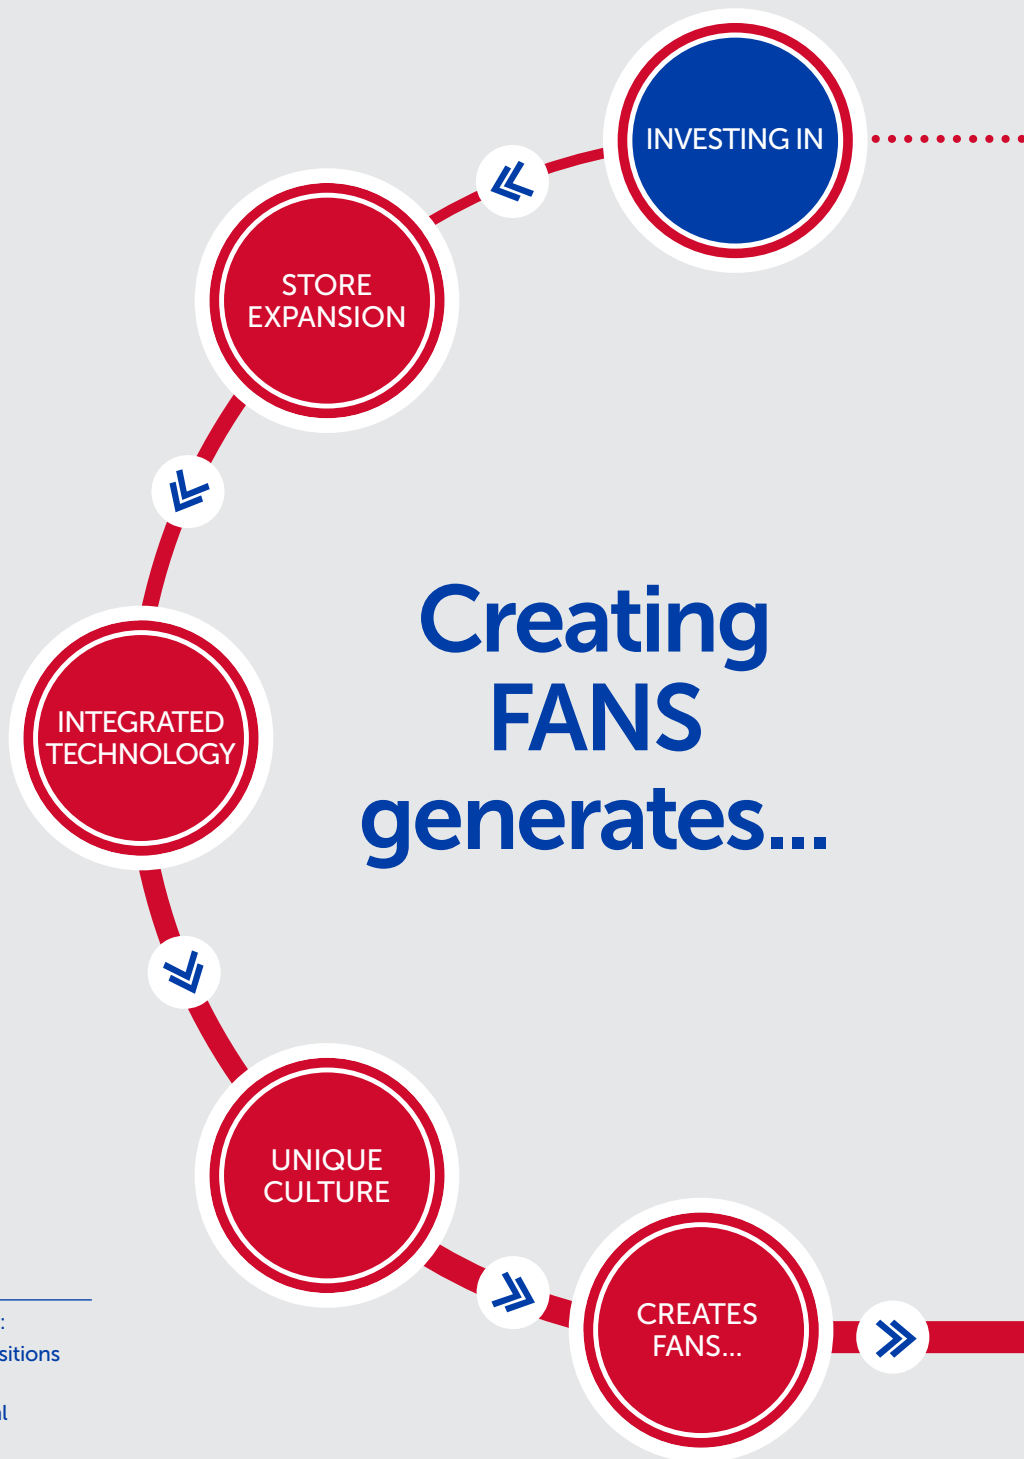 INVESTING IN
STORE
EXPANSION
INTEGRATED
TECHNOLOGY
Creating
FANS
generates...
UNIQUE
CULTURE
CREATES
FANS...
:
sitions